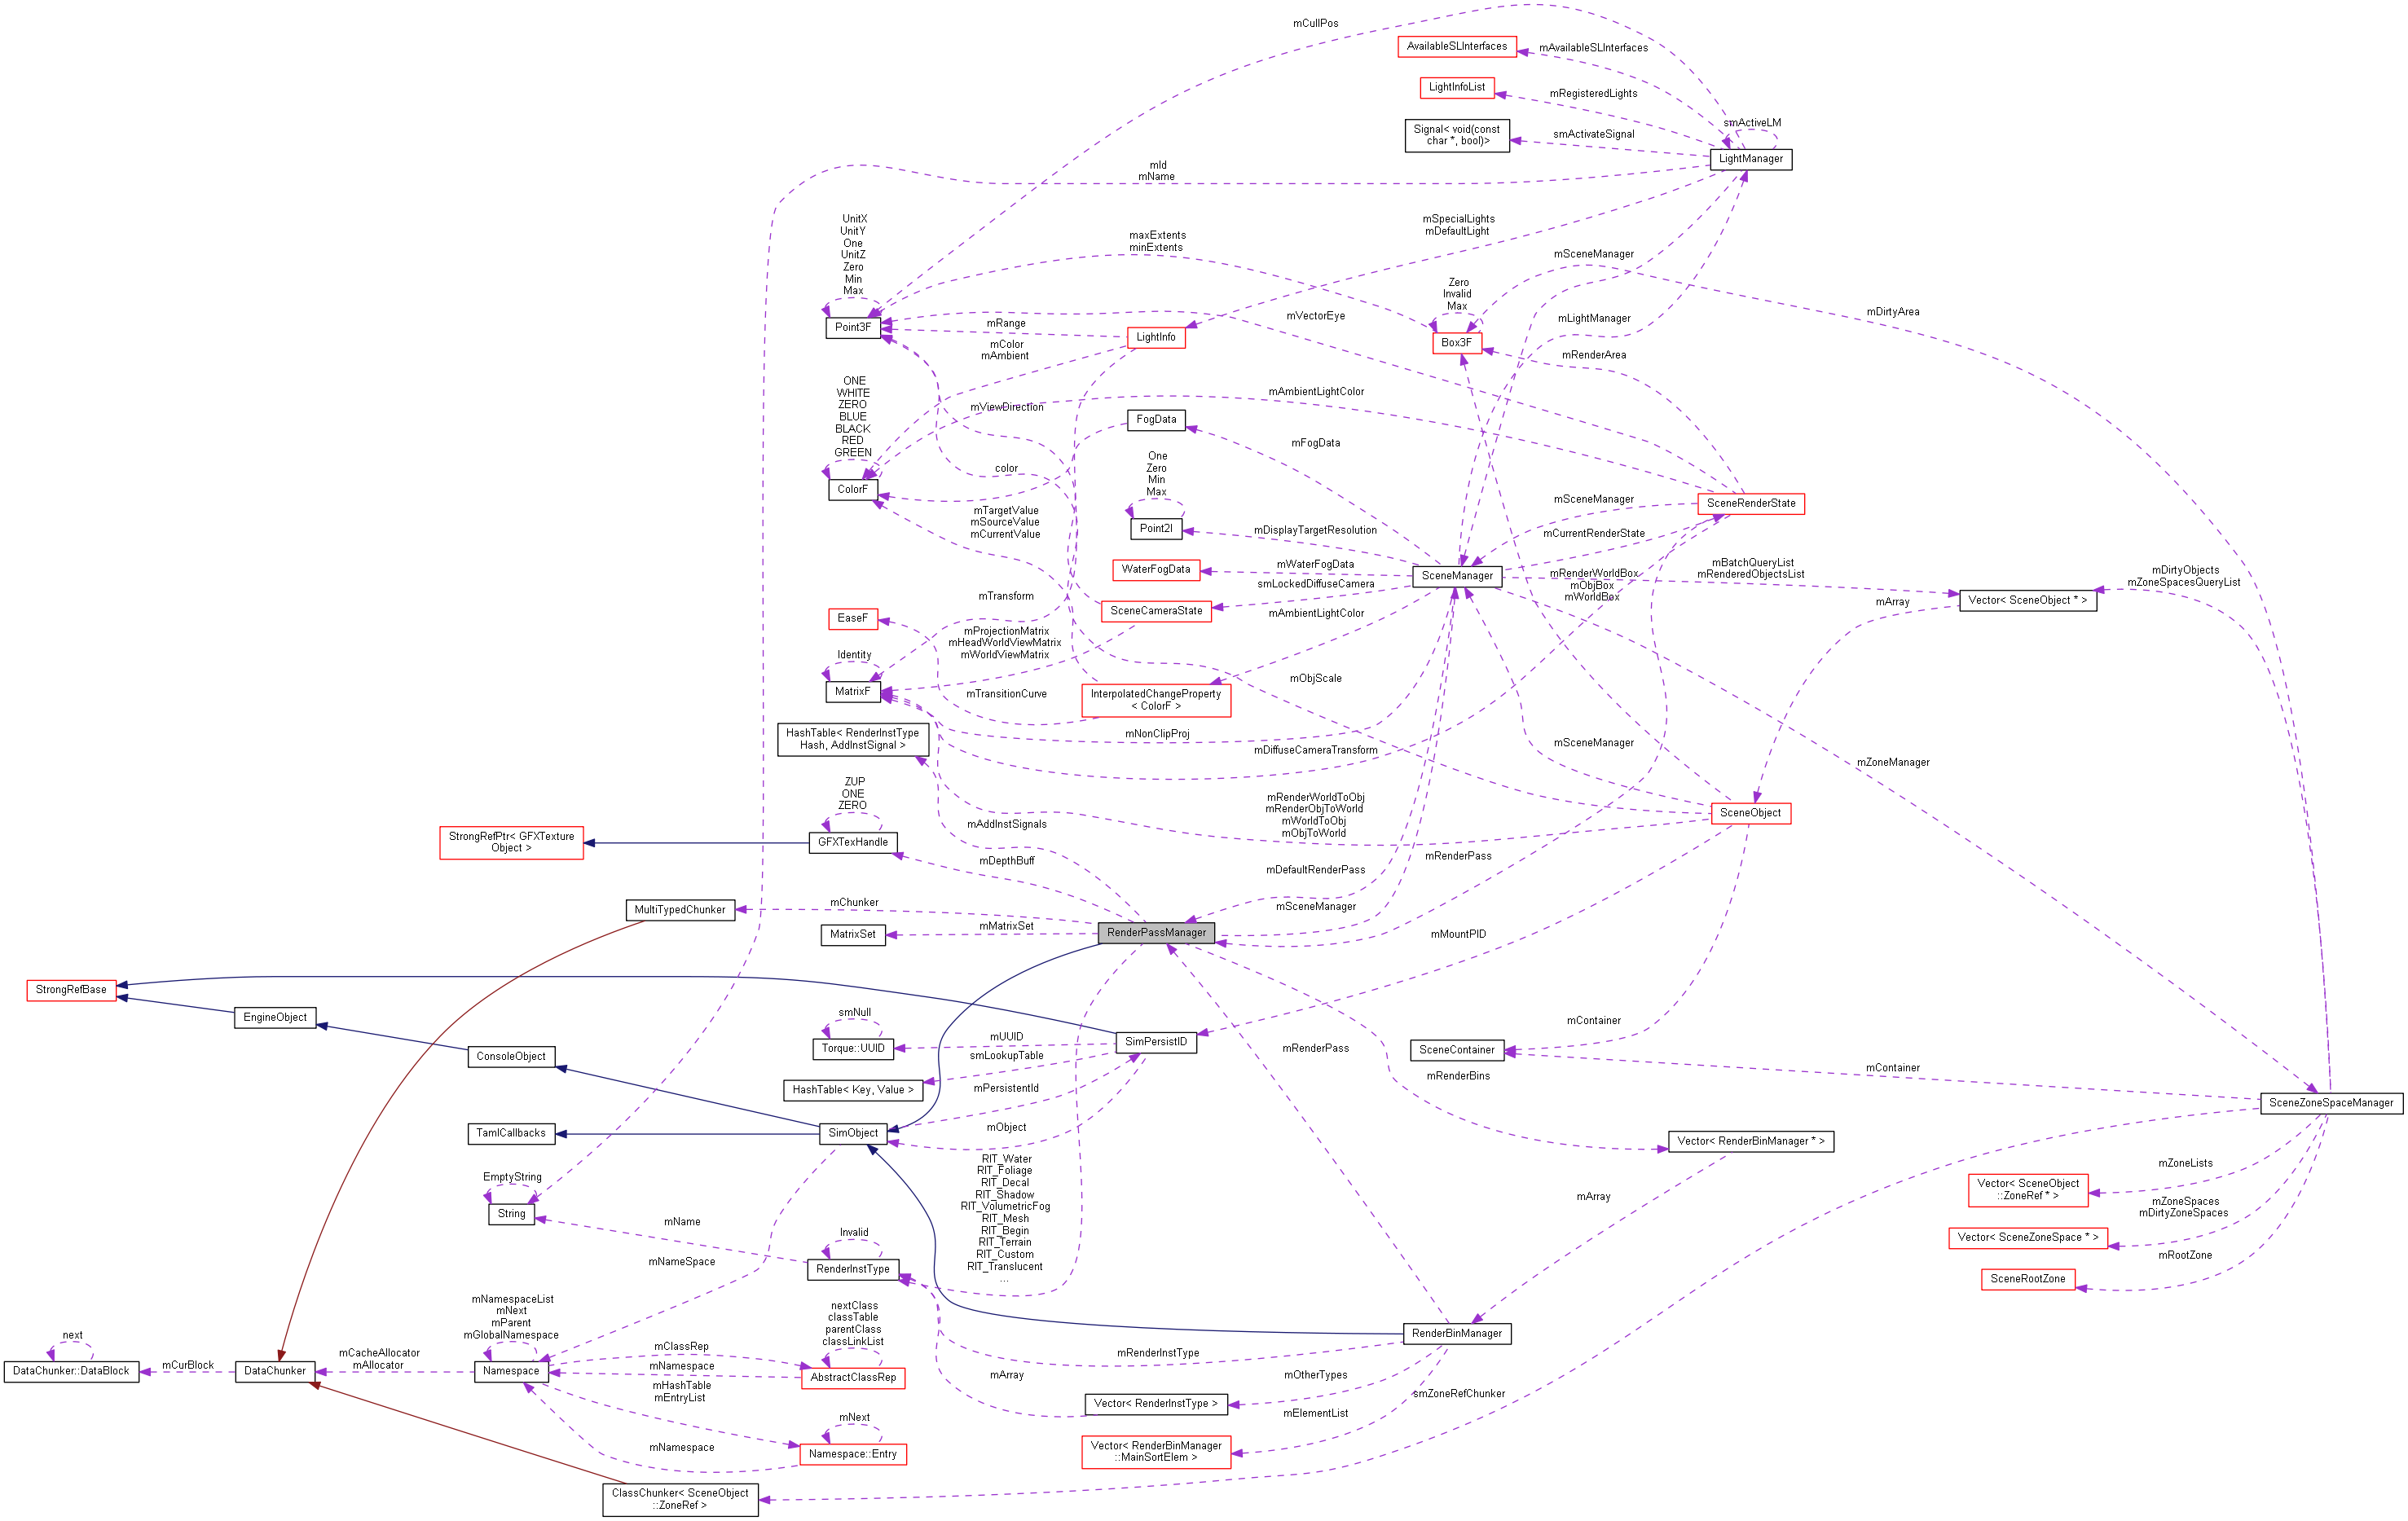 mCullPos
AvailableSLInterfaces
mAvailableSLInterfaces
LightInfoList
mRegisteredLights
Signal< void(const
char *, bool)>
smActivateSignal
smActiveLM
LightManager
mId
mName
UnitX
UnitY
One
UnitZ
Zero
Min
Max
Point3F
maxExtents
minExtents
mSpecialLights
mDefaultLight
mSceneManager
mDirtyArea
Zero
Invalid
Max
Box3F
mRange
LightInfo
mVectorEye
mLightManager
mColor
mAmbient
mRenderArea
ONE
WHITE
ZERO
BLUE
BLACK
RED
GREEN
ColorF
mViewDirection
mAmbientLightColor
FogData
mFogData
color
One
Zero
Min
Max
Point2I
mDisplayTargetResolution
mSceneManager
SceneRenderState
mCurrentRenderState
mTargetValue
mSourceValue
mCurrentValue
WaterFogData
mWaterFogData
SceneManager
mBatchQueryList
mRenderedObjectsList
mDirtyObjects
mZoneSpacesQueryList
Vector< SceneObject * >
mArray
smLockedDiffuseCamera
mRenderWorldBox
mObjBox
mWorldBox
mTransform
SceneCameraState
mAmbientLightColor
EaseF
mProjectionMatrix
mHeadWorldViewMatrix
mWorldViewMatrix
Identity
MatrixF
mTransitionCurve
InterpolatedChangeProperty
< ColorF >
mObjScale
HashTable< RenderInstType
Hash, AddInstSignal >
mNonClipProj
mDiffuseCameraTransform
mSceneManager
mZoneManager
ZUP
ONE
ZERO
GFXTexHandle
StrongRefPtr< GFXTexture
Object >
mAddInstSignals
mDepthBuff
mRenderWorldToObj
mRenderObjToWorld
mWorldToObj
mObjToWorld
SceneObject
mDefaultRenderPass
mRenderPass
MultiTypedChunker
mChunker
MatrixSet
mMatrixSet
RenderPassManager
mSceneManager
mMountPID
StrongRefBase
EngineObject
ConsoleObject
smNull
Torque::UUID
mUUID
SimPersistID
smLookupTable
HashTable< Key, Value >
mPersistentId
mRenderPass
mRenderBins
SceneContainer
mContainer
mContainer
SceneZoneSpaceManager
TamlCallbacks
SimObject
mObject
Vector< RenderBinManager * >
EmptyString
String
mName
mNameSpace
Invalid
RenderInstType
RIT_Water
RIT_Foliage
RIT_Decal
RIT_Shadow
RIT_VolumetricFog
RIT_Mesh
RIT_Begin
RIT_Terrain
RIT_Custom
RIT_Translucent
...
mArray
Vector< SceneObject
::ZoneRef * >
mZoneLists
mZoneSpaces
mDirtyZoneSpaces
Vector< SceneZoneSpace * >
SceneRootZone
mRootZone
RenderBinManager
mRenderInstType
next
DataChunker::DataBlock
mCurBlock
DataChunker
mCacheAllocator
mAllocator
mNamespaceList
mNext
mParent
mGlobalNamespace
Namespace
mClassRep
mNamespace
nextClass
classTable
parentClass
classLinkList
AbstractClassRep
mArray
mOtherTypes
Vector< RenderInstType >
smZoneRefChunker
mHashTable
mEntryList
mNext
Namespace::Entry
mNamespace
mElementList
Vector< RenderBinManager
::MainSortElem >
ClassChunker< SceneObject
::ZoneRef >